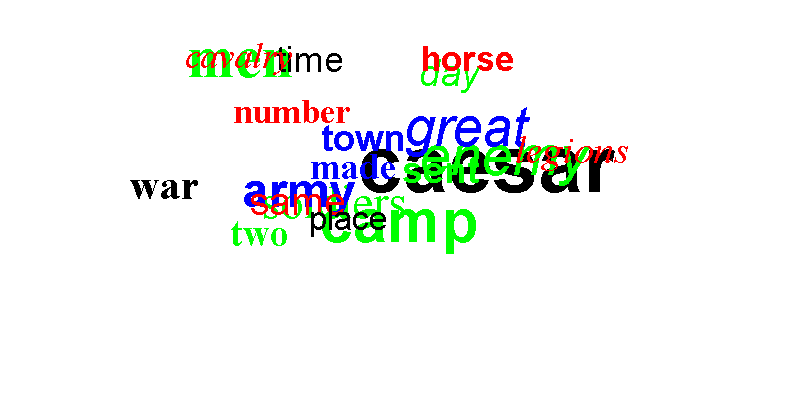 men
cavalry
time
horse
day
number
great
town
legions
enemy
made
sent
caesar
war
army
same
soldiers
place
camp
two